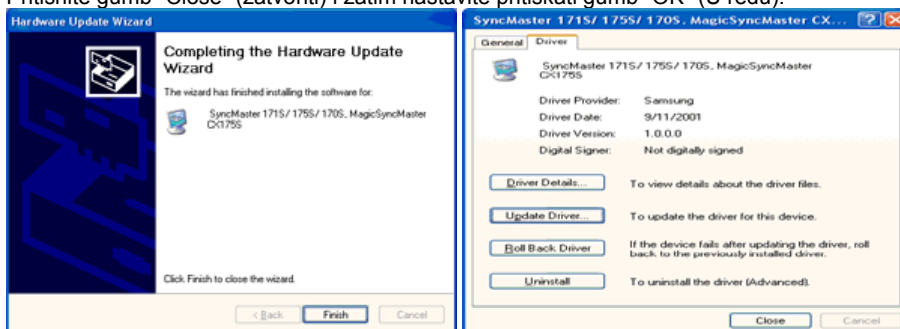 Pritisnite gumb "Close" (Zatvoriti) i zatim nastavite pritiskati gumb "OK" (U redu).
Hardware Update Wizard
Completing the Hardware Update
Wizard
The wizard has finished installing the software for:
SyncMaster 171S/ 175S/ 170S, MagicSyncMaster
CX175S
Click Finish to close the wizard.
< Back
Finish
Cancel
SyncMaster 171S/ 175S/ 170S, MagicSyncMaster CX...
General
Driver
SyncMaster 171S/ 175S/ 170S, MagicSyncMaster
CX175S
Driver Provider: Samsung
Driver Date: 9/11/2001
Driver Version: 1.0.0.0
Digital Signer: Not digitally signed
Driver Details... To view details about the driver files.
Update Driver... To update the driver for this device.
Roll Back Driver If the device fails after updating the driver, roll
back to the previously installed driver.
Uninstall To uninstall the driver (Advanced).
Close
Cancel